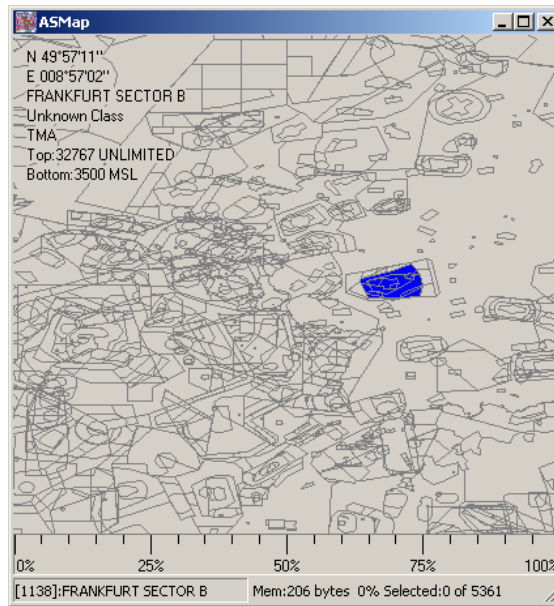 ASMap
N 49°57'11''
E 008°57'02''
FRANKFURT SECTOR B
Unknown Class
TMA
Top:32767 UNLIMITED
Bottom:3500 MSL
0% 25% 50% 75% 100%
[1138]:FRANKFURT SECTOR B Mem:206 bytes 0% Selected:0 of 5361